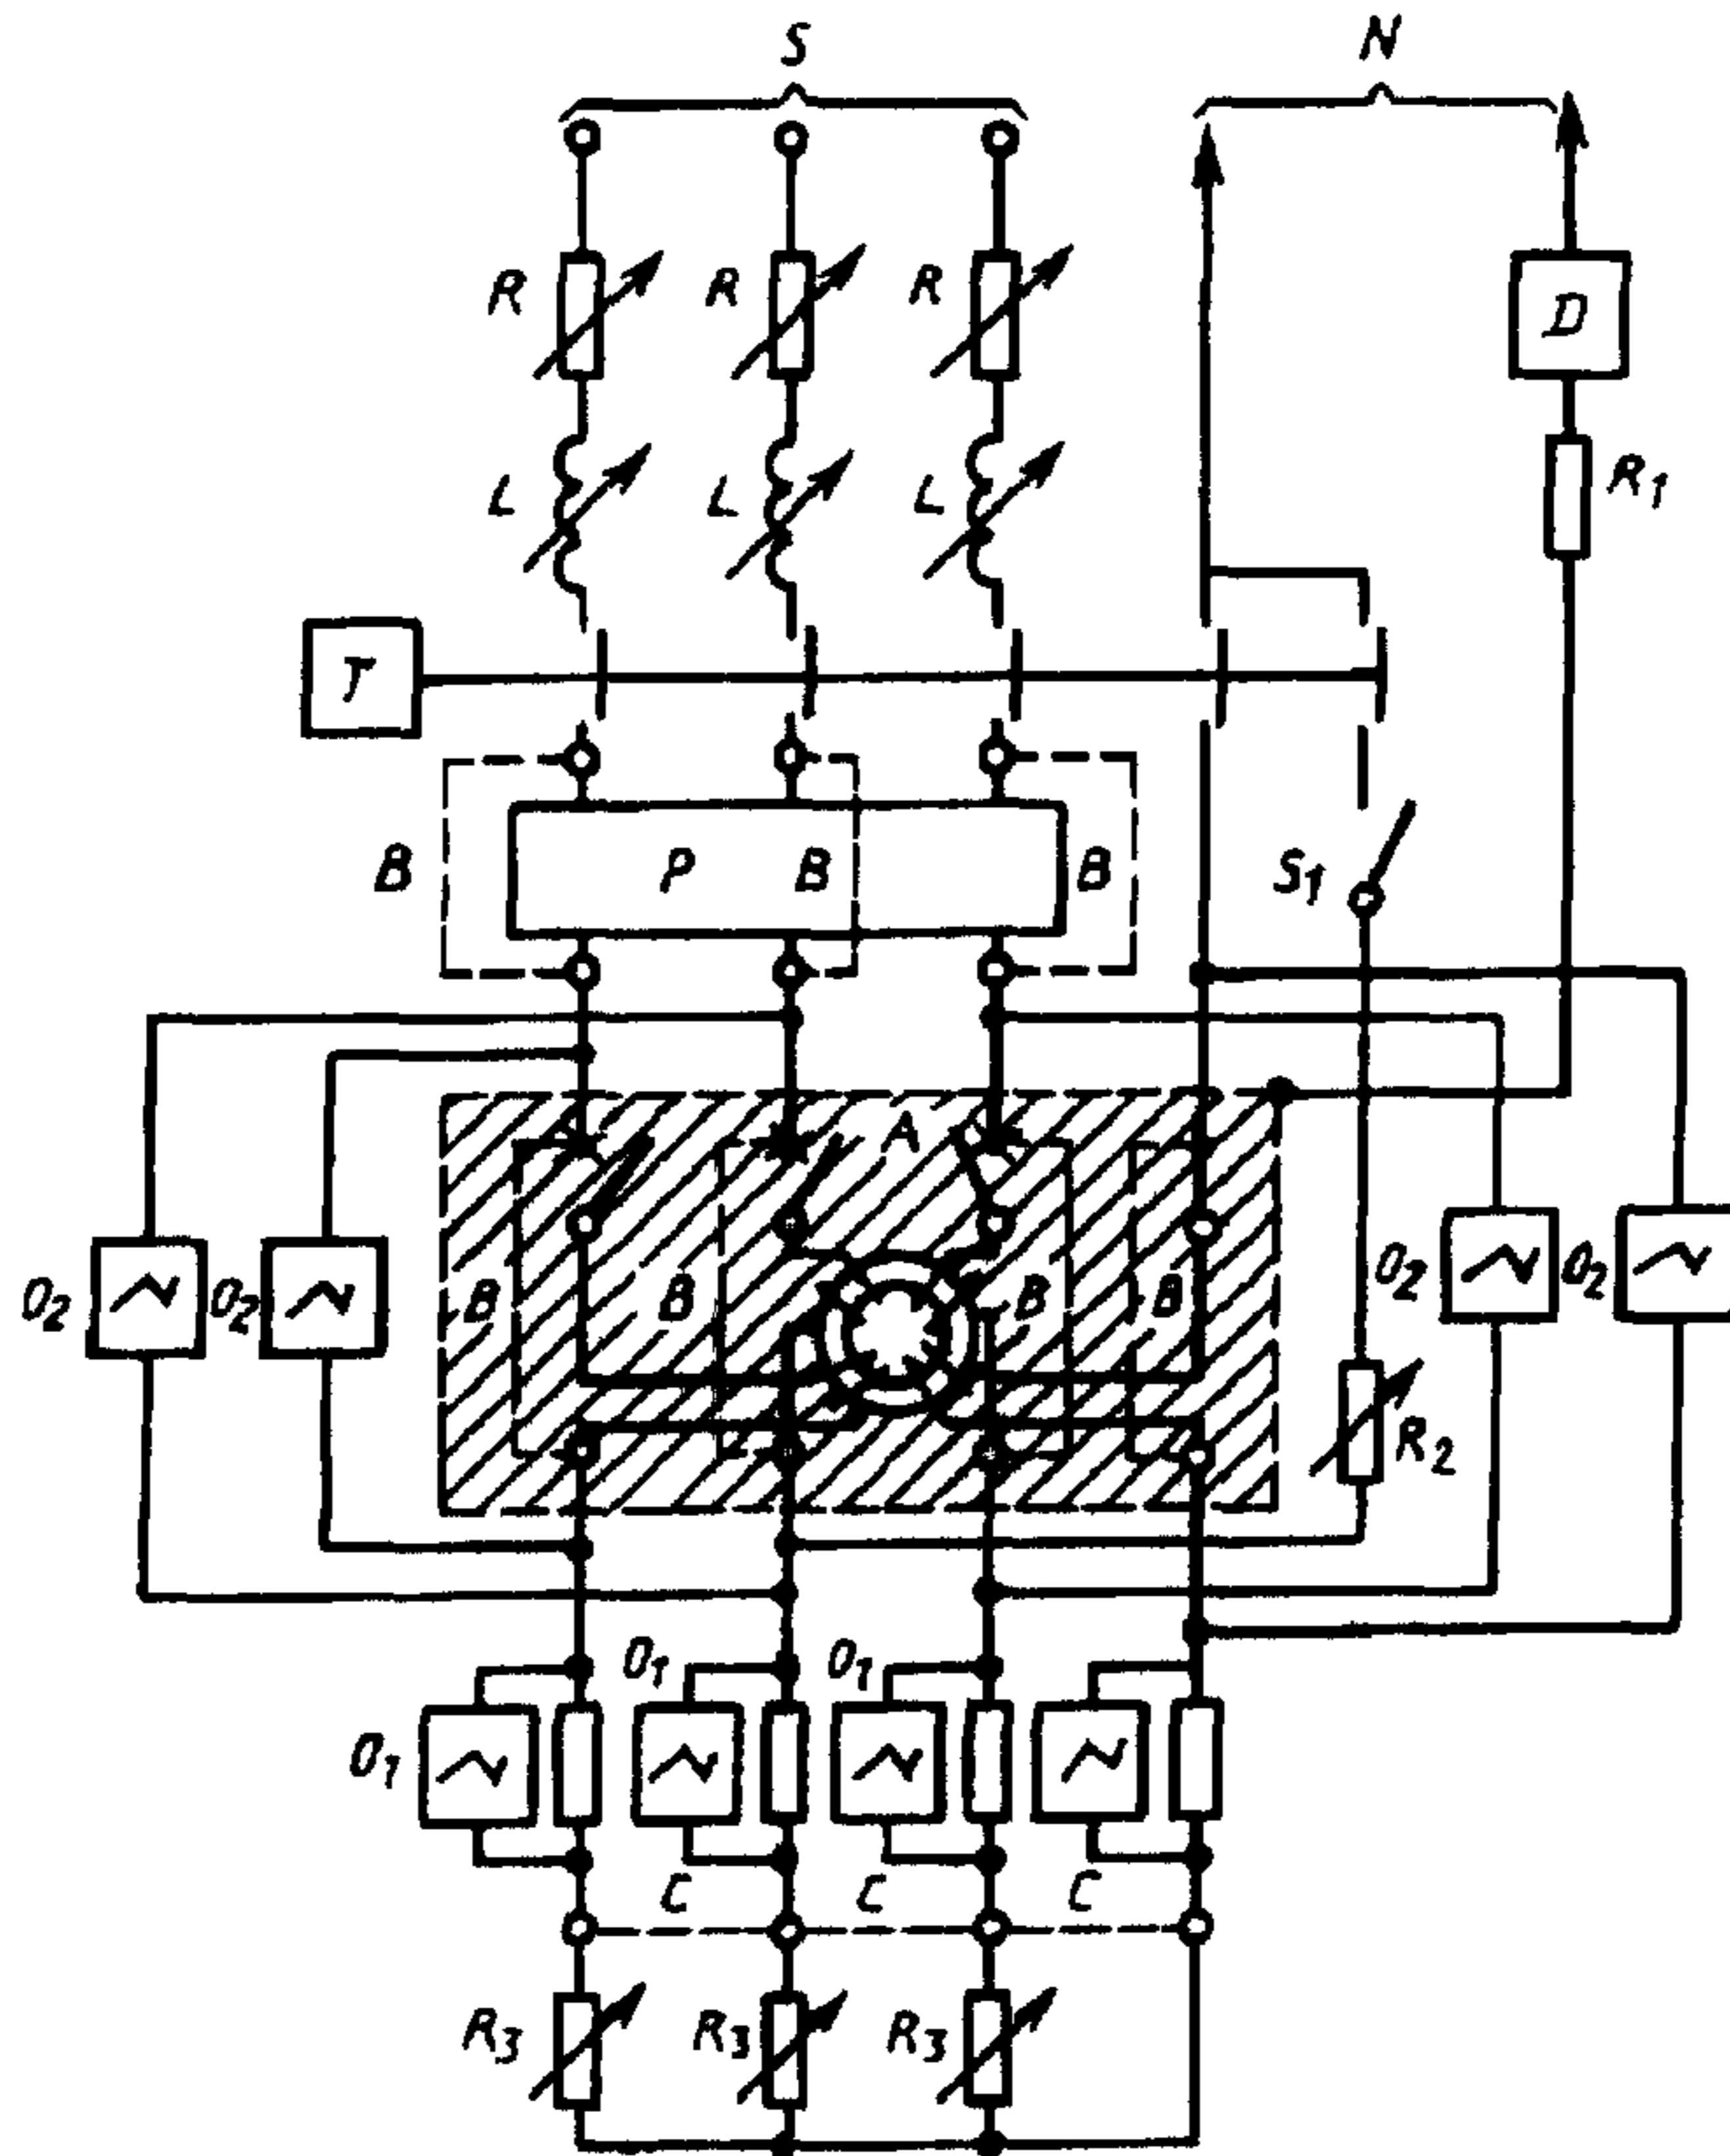 S N
R R R D
L L L R1
T
B P B B S1
A
O2 O2 B B B B O2 O2
R2
O1 O1
O1
C C C
R3 R3 R3